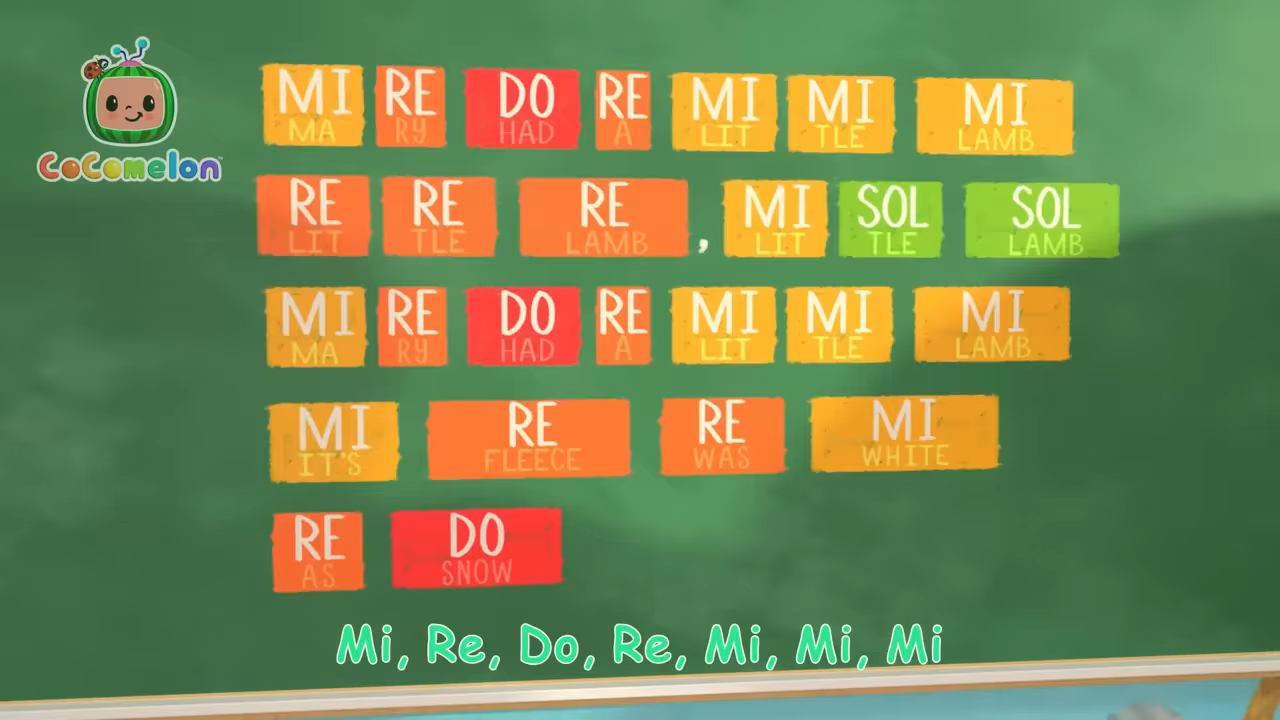 CoComelon
MI RE DO RE MI MI MI
MA RY HAD A LIT TLE LAMB
RE RE RE , MI SOL SOL
LIT TLE LAMB LIT TLE LAMB
MI RE DO RE MI MI MI
MA RY HAD A LIT TLE LAMB
MI RE RE MI
IT'S FLEECE WAS WHITE
RE DO
AS SNOW
Mi, Re, Do, Re, Mi, Mi, Mi